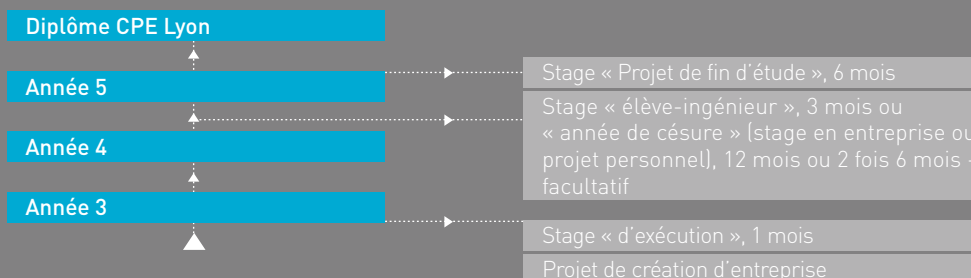 Diplôme CPE Lyon
Année 5
Stage « Projet de fin d'étude », 6 mois
Stage « élève-ingénieur », 3 mois ou
« année de césure » (stage en entreprise ou
projet personnel), 12 mois ou 2 fois 6 mois -
facultatif
Année 4
Année 3
Stage « d'exécution », 1 mois
Projet de création d'entreprise